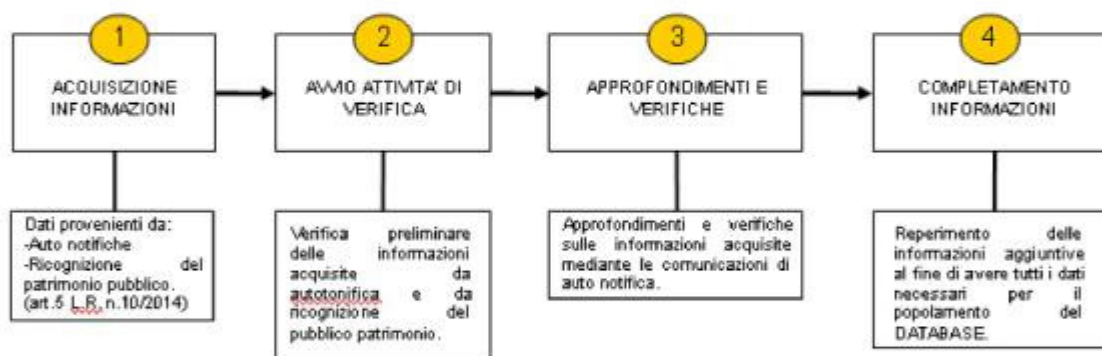 1
ACQUISIZIONE
INFORMAZIONI
2
AVVIO ATTIVITA' DI
VERIFICA
3
APPROFONDIMENTI E
VERIFICHE
4
COMPLETAMENTO
INFORMAZIONI
Dati provenienti da:
-Auto notifiche
-Ricognizione del
patrimonio pubblico.
(art.5 L.R. n.10/2014)
Verifica preliminare
delle informazioni
acquisite da
autotonifica e da
ricognizione del
pubblico patrimonio.
Approfondimenti e verifiche
sulle informazioni acquisite
mediante le comunicazioni di
auto notifica.
Reperimento delle
informazioni aggiuntive
al fine di avere tutti i dati
necessari per il
popolamento del
DATABASE.